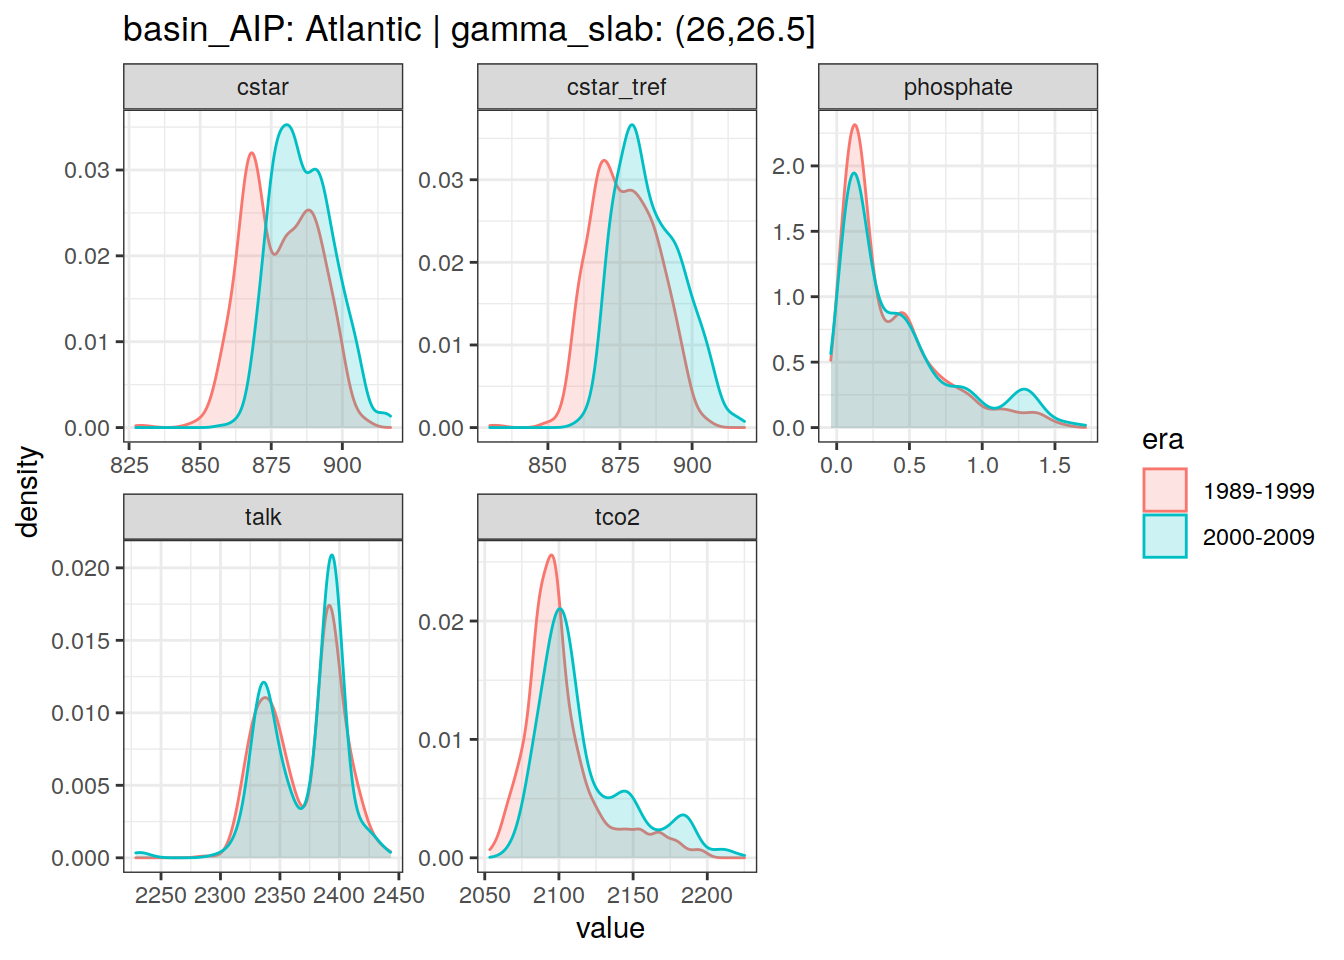 basin_AIP: Atlantic | gamma_slab: (26,26.5]
cstar
cstar_tref
phosphate
0.03
0.02
0.01
0.00
825 850 875 900
0.03
0.02
0.01
0.00
850 875 900
2.0
1.5
1.0
0.5
0.0
0.0 0.5 1.0 1.5
density
talk
tco2
0.020
0.015
0.010
0.005
0.000
2250 2300 2350 2400 2450
0.02
0.01
0.00
2050 2100 2150 2200
value
era
1989-1999
2000-2009